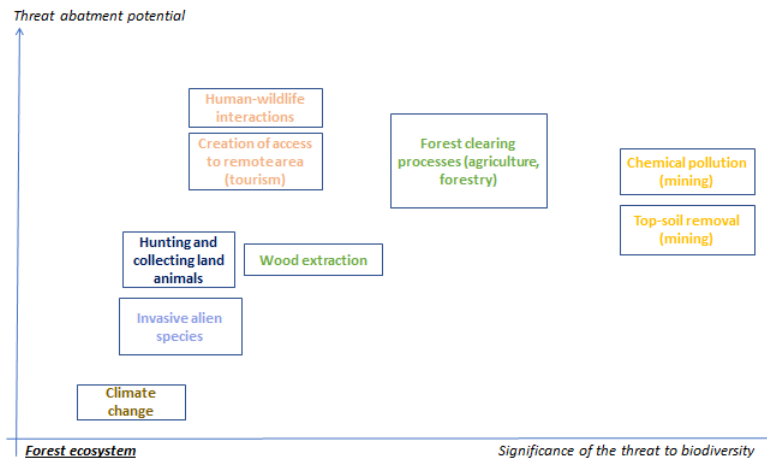 Threat abatment potential
Human-wildlife
interactions
Creation of access
to remote area
(tourism)
Forest clearing
processes (agriculture,
forestry)
Chemical pollution
(mining)
Top-soil removal
(mining)
Hunting and
collecting land
animals
Wood extraction
Invasive alien
species
Climate
change
Forest ecosystem
Significance of the threat to biodiversity